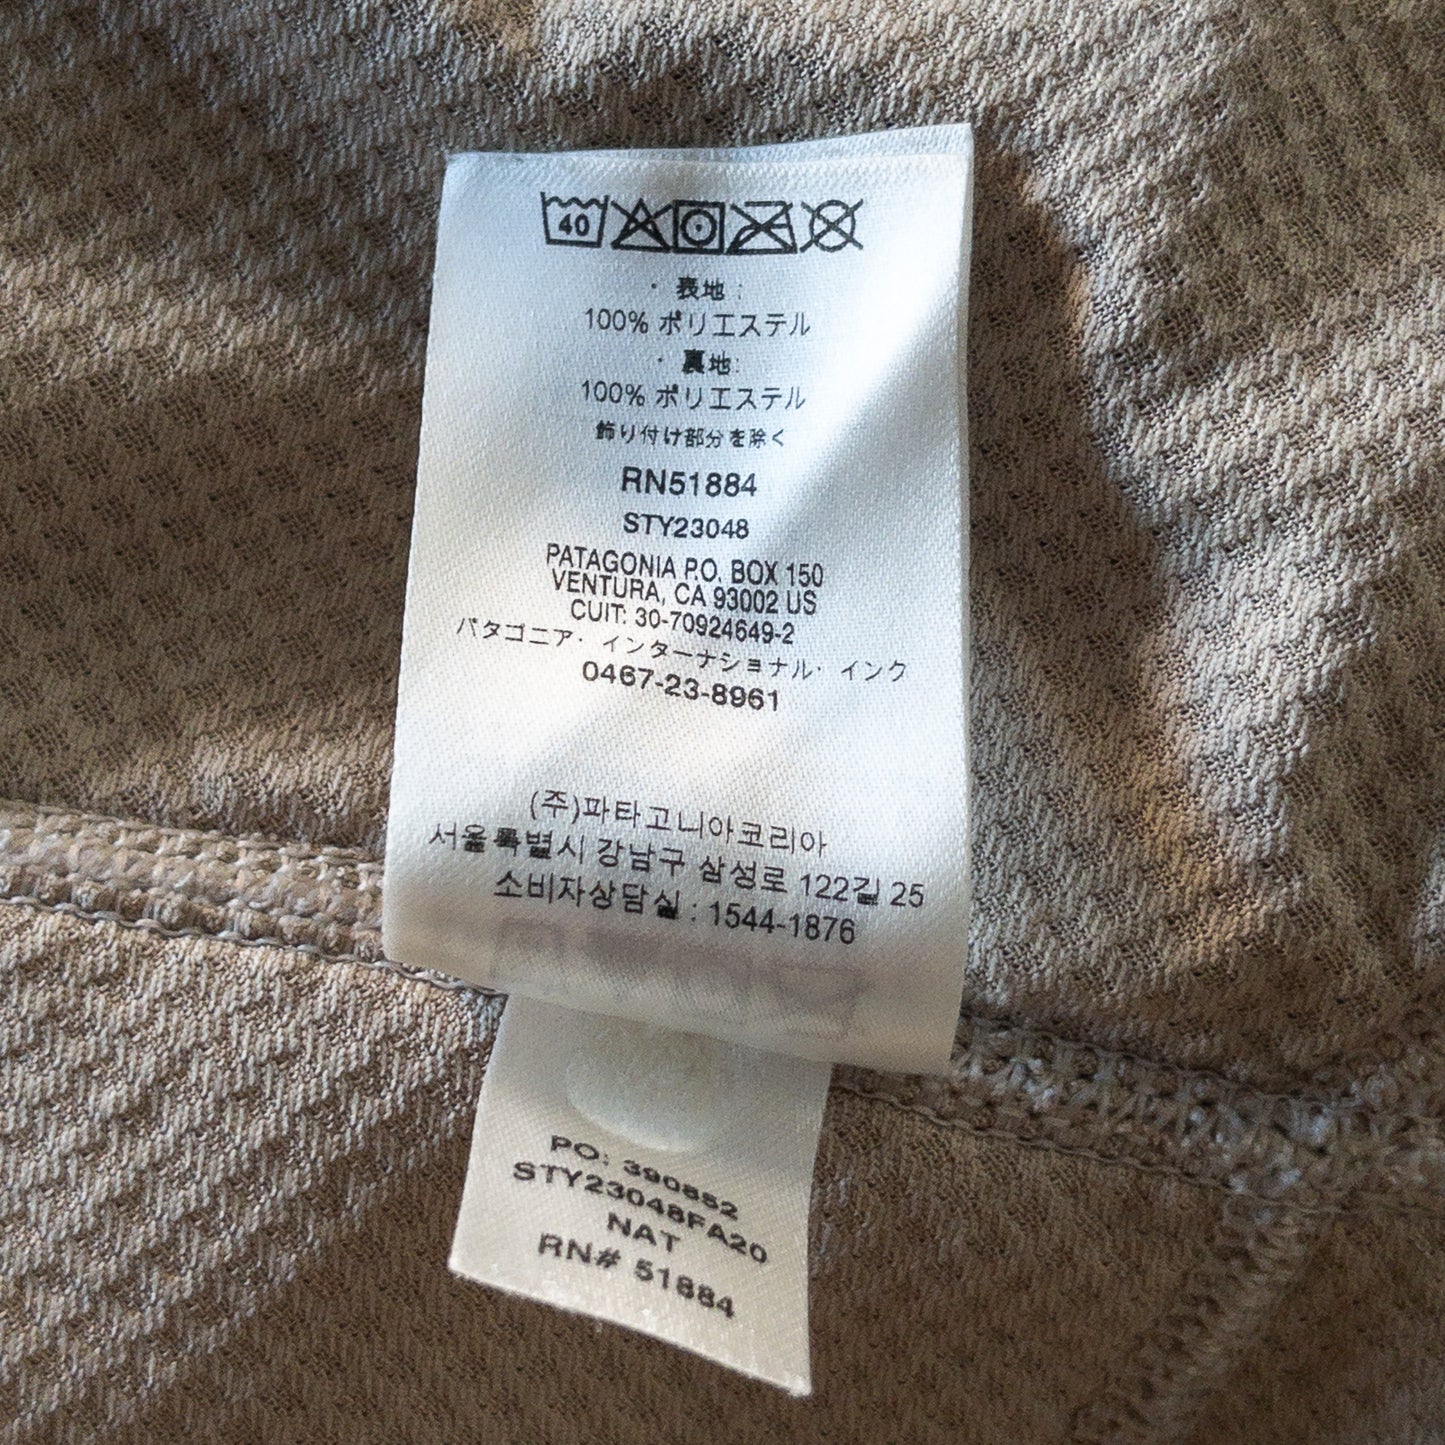 40
・表地:
100% ポリエステル
・裏地:
100% ポリエステル
飾り付け部分を除く
RN51884
STY23048
PATAGONIA P.O. BOX 150
VENTURA, CA 93002 US
CUIT: 30-70924649-2
パタゴニア・インターナショナル・インク
0467-23-8961
(주)파타고니아코리아
서울특별시 강남구 삼성로 122길 25
소비자상담실 : 1544-1876
PO: 390852
STY23048FA20
NAT
RN# 51884